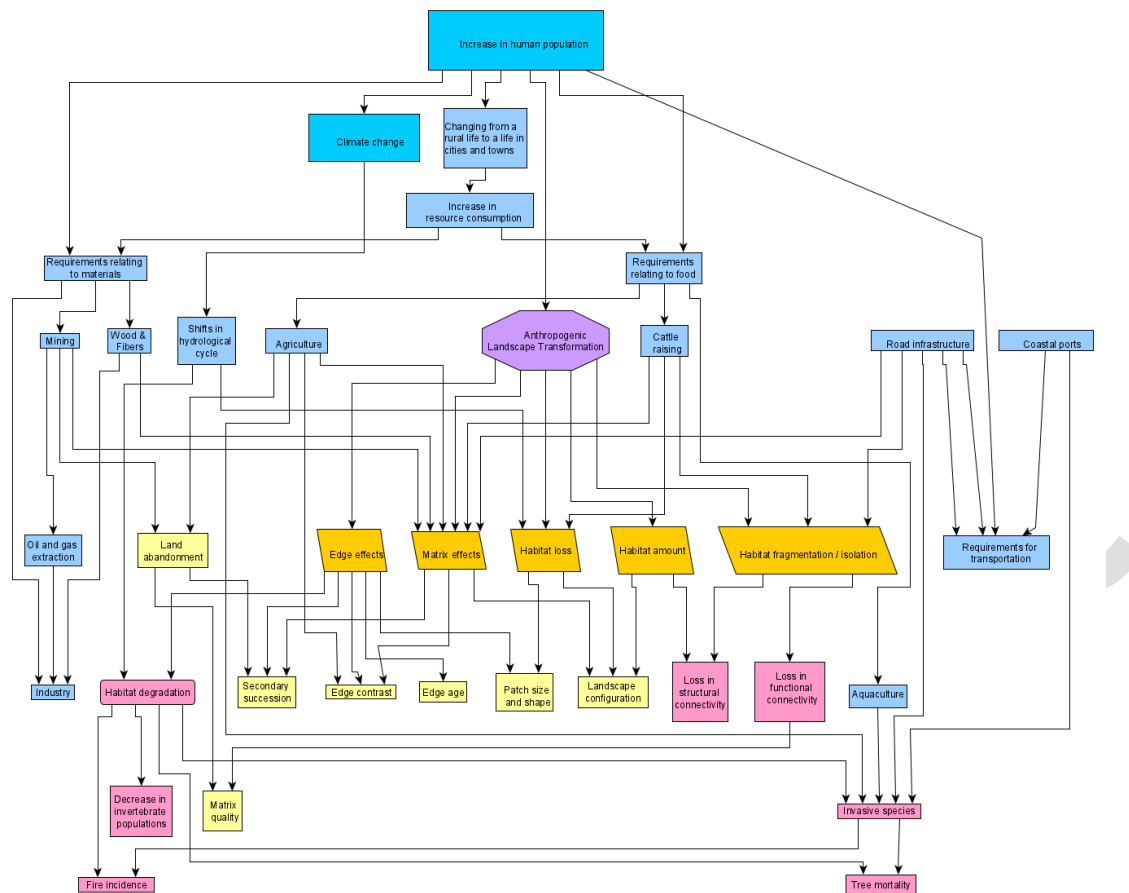 Increase in human population
Climate change
Changing from a
rural life to a life in
cities and towns
Increase in
resource consumption
Requirements relating
to materials
Requirements
relating to food
Mining
Wood &
Fibers
Shifts in
hydrological
cycle
Agriculture
Anthropogenic
Landscape Transformation
Cattle
raising
Road infrastructure
Coastal ports
Oil and gas
extraction
Land
abandonment
Edge effects
Matrix effects
Habitat loss
Habitat amount
Habitat fragmentation / isolation
Requirements for
transportation
Industry
Habitat degradation
Secondary
succession
Edge contrast
Edge age
Patch size
and shape
Landscape
configuration
Loss in
structural
connectivity
Loss in
functional
connectivity
Aquaculture
Decrease in
invertebrate
populations
Matrix
quality
Invasive species
Fire incidence
Tree mortality